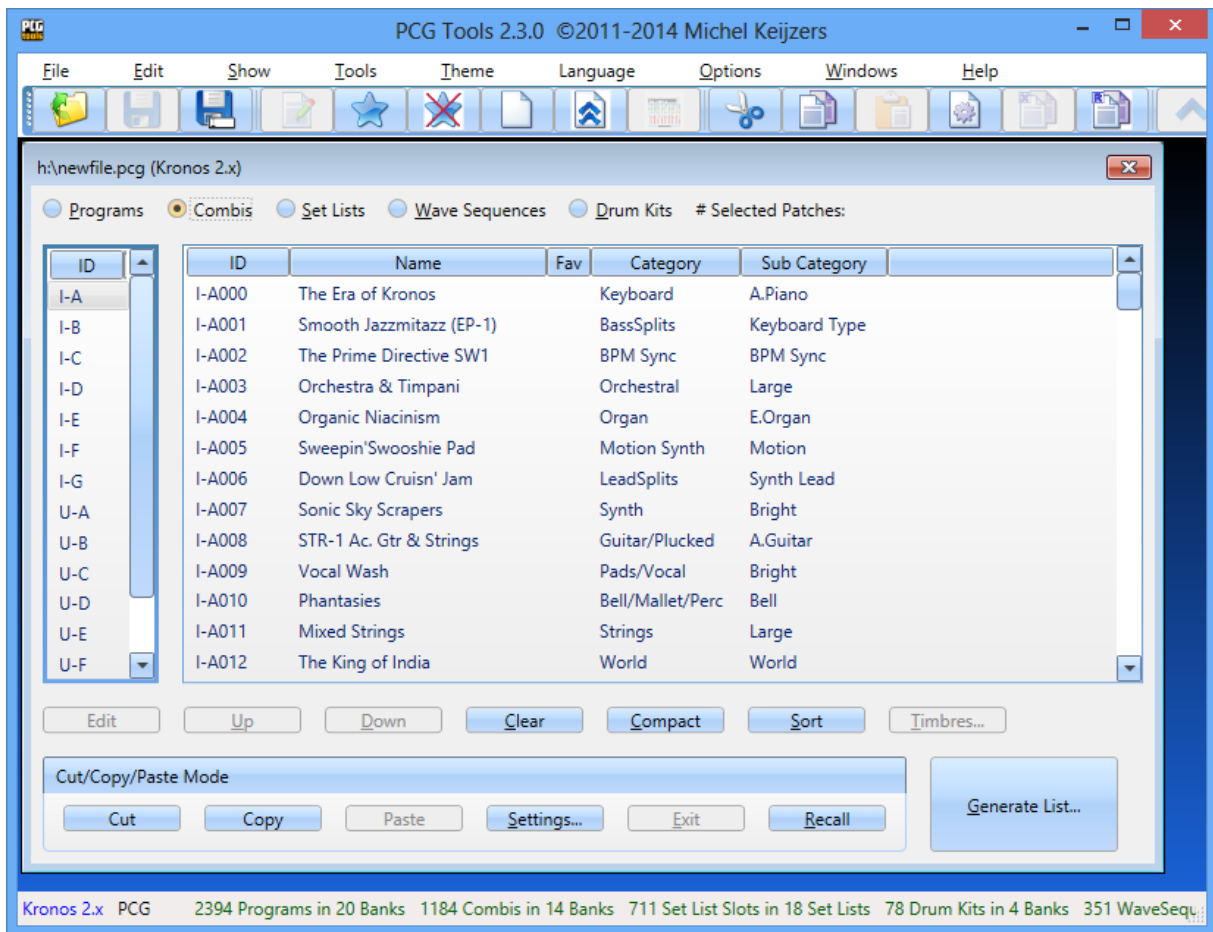 PCG Tools 2.3.0 ©2011-2014 Michel Keijzers
File Edit Show Tools Theme Language Options Windows Help
h:\newfile.pcg (Kronos 2.x)
Programs Combis Set Lists Wave Sequences Drum Kits # Selected Patches:
ID
I-A
I-B
I-C
I-D
I-E
I-F
I-G
U-A
U-B
U-C
U-D
U-E
U-F
ID Name Fav Category Sub Category
I-A000 The Era of Kronos Keyboard A.Piano
I-A001 Smooth Jazzmitazz (EP-1) BassSplits Keyboard Type
I-A002 The Prime Directive SW1 BPM Sync BPM Sync
I-A003 Orchestra & Timpani Orchestral Large
I-A004 Organic Niacinism Organ E.Organ
I-A005 Sweepin'Swooshie Pad Motion Synth Motion
I-A006 Down Low Cruisn' Jam LeadSplits Synth Lead
I-A007 Sonic Sky Scrapers Synth Bright
I-A008 STR-1 Ac. Gtr & Strings Guitar/Plucked A.Guitar
I-A009 Vocal Wash Pads/Vocal Bright
I-A010 Phantasies Bell/Mallet/Perc Bell
I-A011 Mixed Strings Strings Large
I-A012 The King of India World World
Edit Up Down Clear Compact Sort Timbres...
Cut/Copy/Paste Mode
Cut Copy Paste Settings... Exit Recall
Generate List...
Kronos 2.x PCG 2394 Programs in 20 Banks 1184 Combis in 14 Banks 711 Set List Slots in 18 Set Lists 78 Drum Kits in 4 Banks 351 WaveSequ